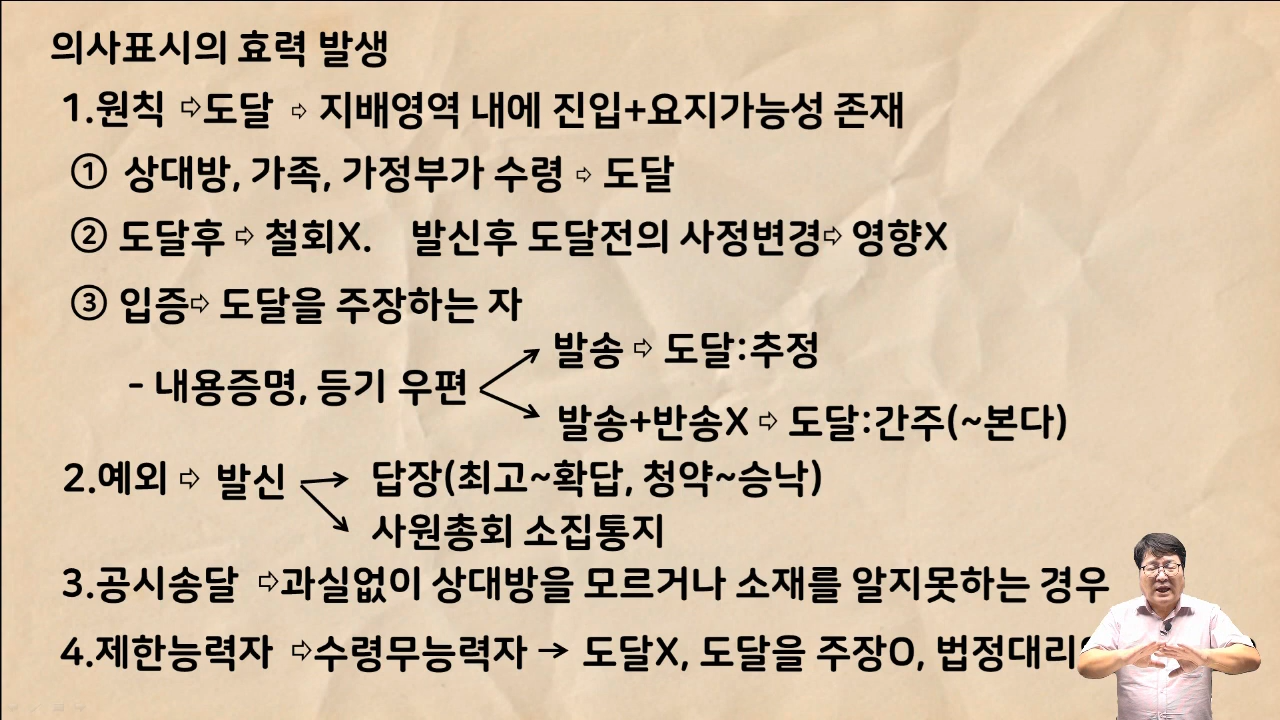 의사표시의 효력 발생
1.원칙 ⇨도달 ⇨ 지배영역 내에 진입+요지가능성 존재
① 상대방, 가족, 가정부가 수령 ⇨ 도달
② 도달후 ⇨ 철회X. 발신후 도달전의 사정변경⇨ 영향X
③ 입증⇨ 도달을 주장하는 자
발송 ⇨ 도달:추정
- 내용증명, 등기 우편
발송+반송X ⇨ 도달:간주(~본다)
2.예외 ⇨ 발신 → 답장(최고~확답, 청약~승낙)
사원총회 소집통지
3.공시송달 ⇨과실없이 상대방을 모르거나 소재를 알지못하는 경우
4.제한능력자 ⇨수령무능력자 → 도달X, 도달을 주장O, 법정대리